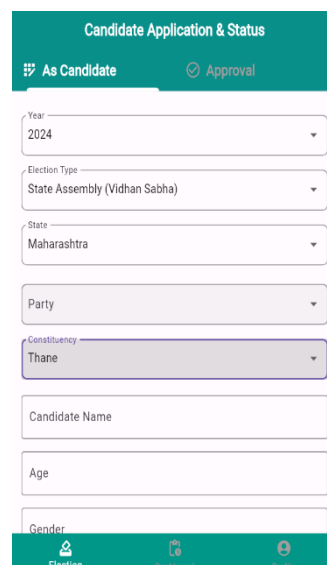 Candidate Application & Status
As Candidate
Approval
Year
2024
Election Type
State Assembly (Vidhan Sabha)
State
Maharashtra
Party
Constituency
Thane
Candidate Name
Age
Gender
Election